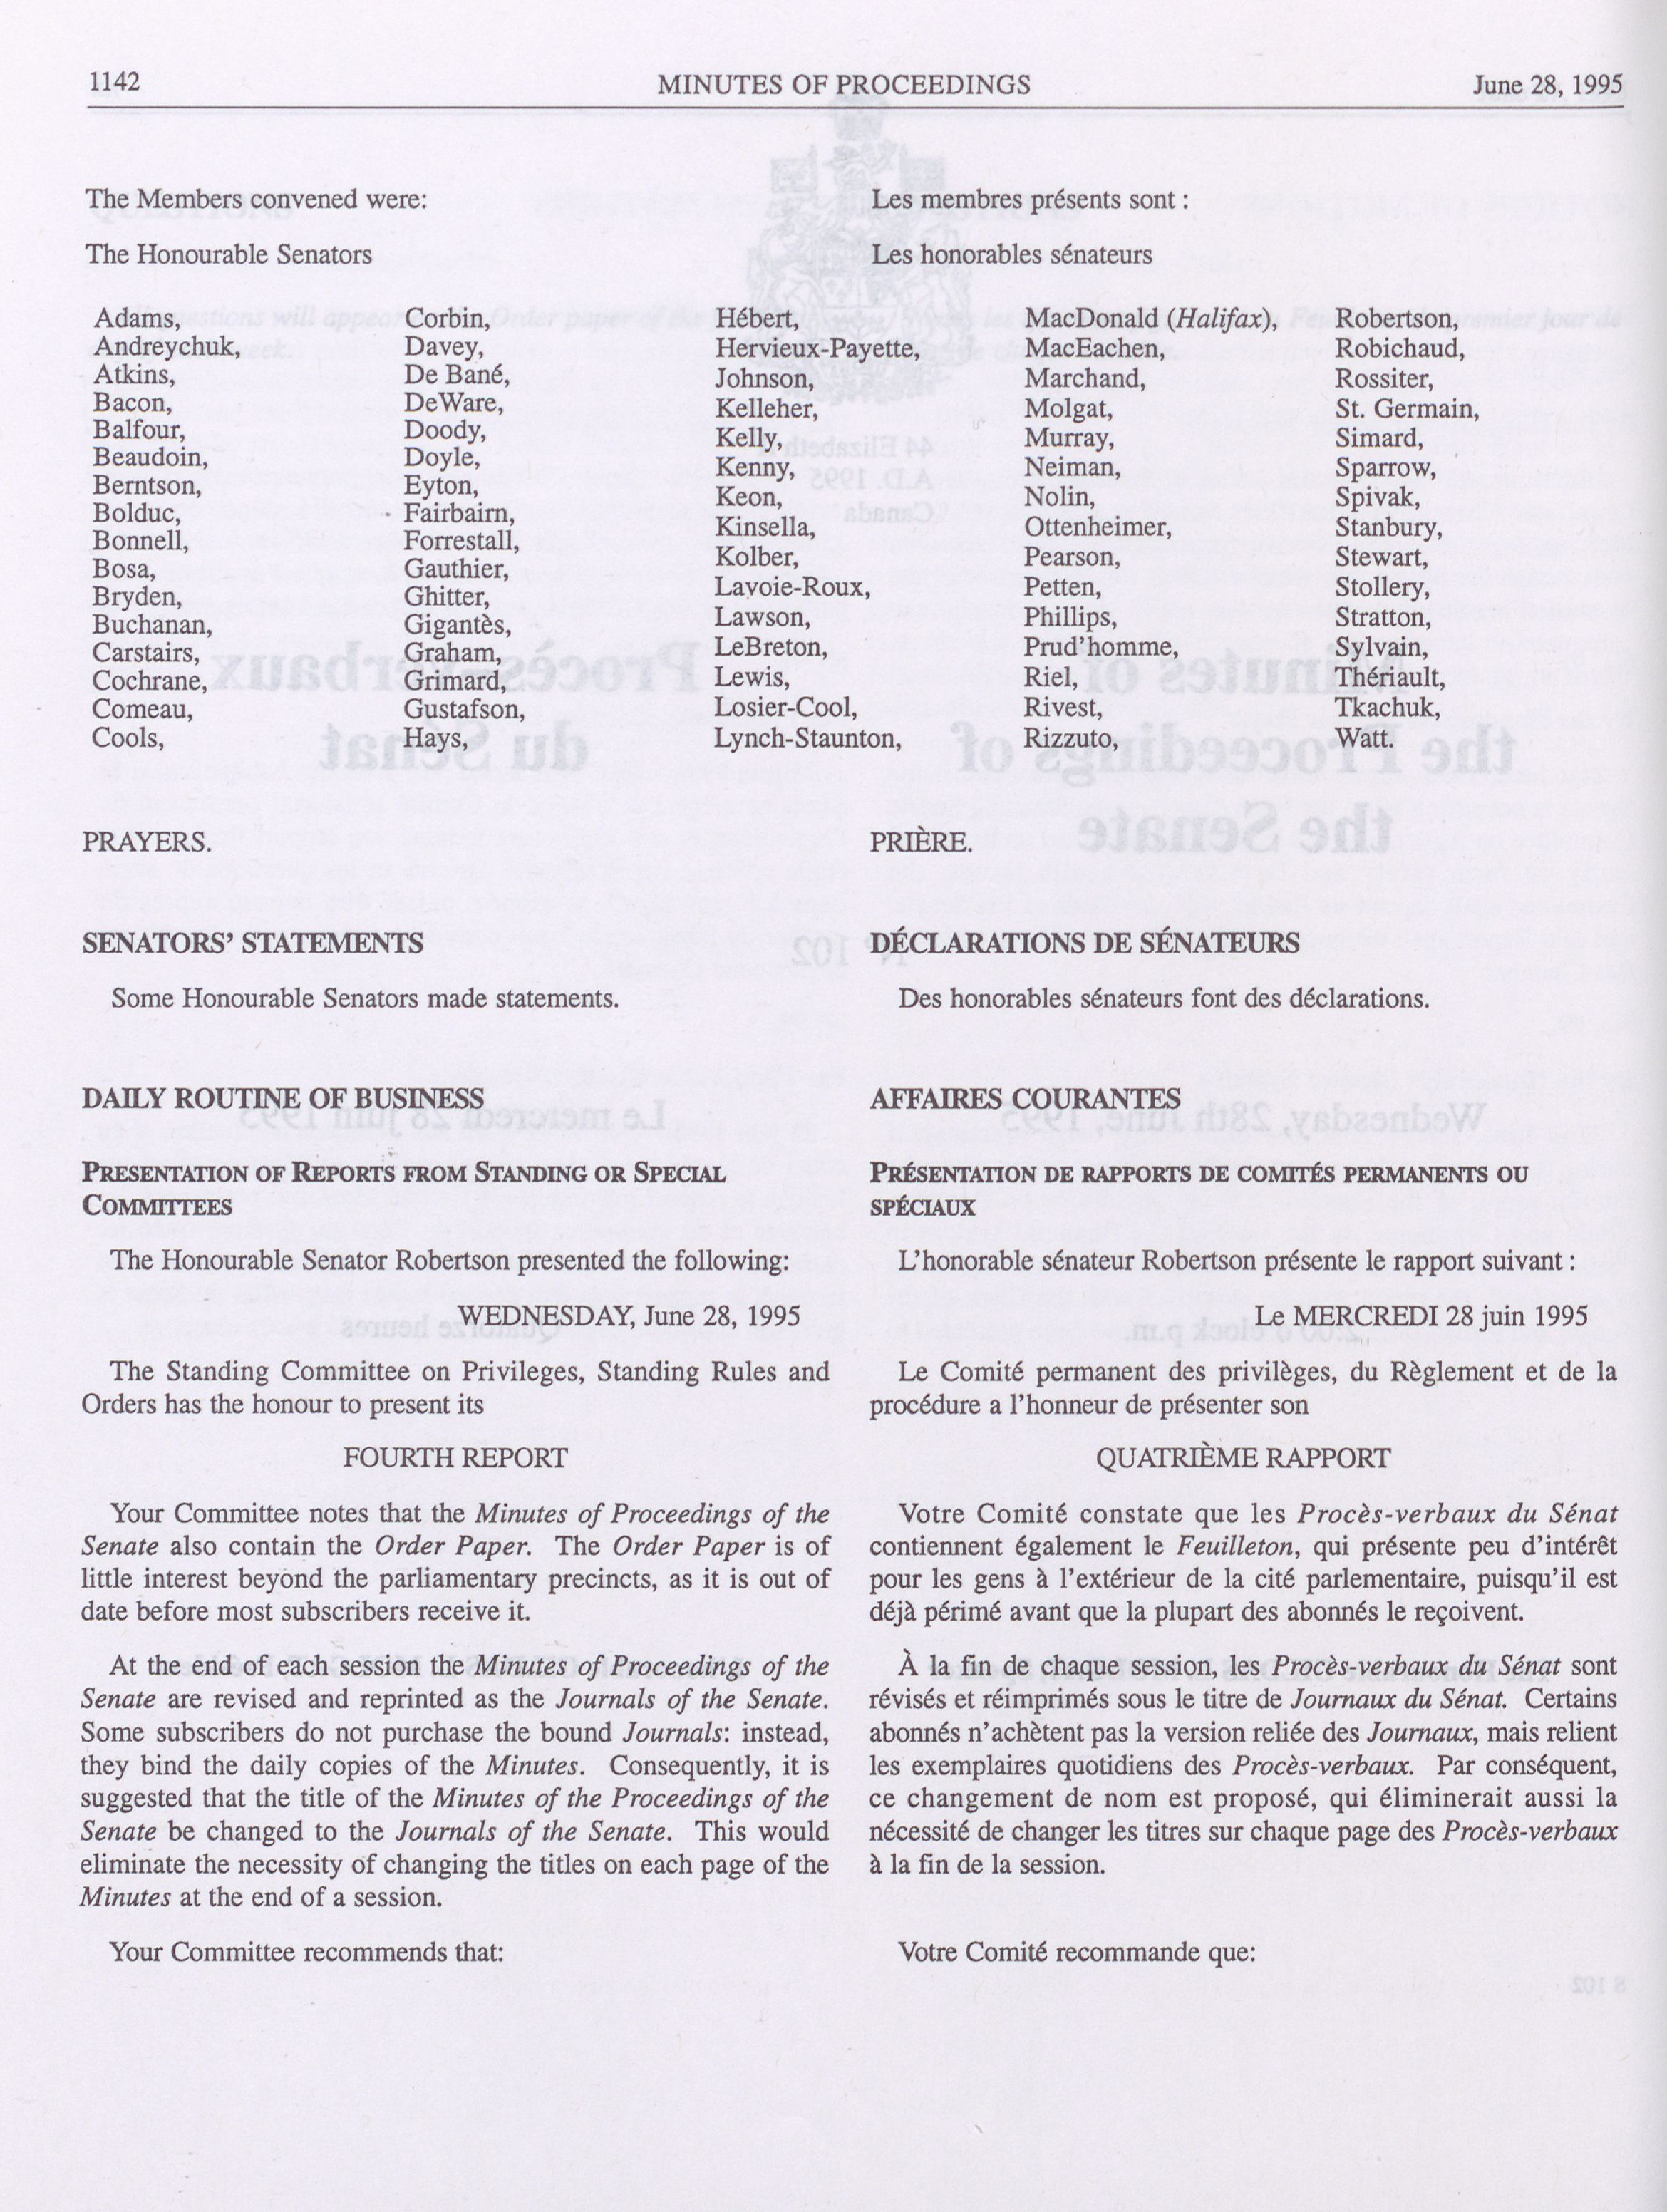 1142 MINUTES OF PROCEEDINGS June 28, 1995
The Members convened were:
The Honourable Senators
Les membres présents sont :
Les honorables sénateurs
Adams,
Andreychuk,
Atkins,
Bacon,
Balfour,
Beaudoin,
Berntson,
Bolduc,
Bonnell,
Bosa,
Bryden,
Buchanan,
Carstairs,
Cochrane,
Comeau,
Cools,
Corbin,
Davey,
De Bané,
DeWare,
Doody,
Doyle,
Eyton,
Fairbairn,
Forrestall,
Gauthier,
Ghitter,
Gigantès,
Graham,
Grimard,
Gustafson,
Hays,
Hébert,
Hervieux-Payette,
Johnson,
Kelleher,
Kelly,
Kenny,
Keon,
Kinsella,
Kolber,
Lavoie-Roux,
Lawson,
LeBreton,
Lewis,
Losier-Cool,
Lynch-Staunton,
MacDonald (Halifax),
MacEachen,
Marchand,
Molgat,
Murray,
Neiman,
Nolin,
Ottenheimer,
Pearson,
Petten,
Phillips,
Prud'homme,
Riel,
Rivest,
Rizzuto,
Robertson,
Robichaud,
Rossiter,
St. Germain,
Simard,
Sparrow,
Spivak,
Stanbury,
Stewart,
Stollery,
Stratton,
Sylvain,
Thériault,
Tkachuk,
Watt.
PRAYERS.
SENATORS' STATEMENTS
Some Honourable Senators made statements.
DAILY ROUTINE OF BUSINESS
PRESENTATION OF REPORTS FROM STANDING OR SPECIAL
COMMITTEES
The Honourable Senator Robertson presented the following:
WEDNESDAY, June 28, 1995
The Standing Committee on Privileges, Standing Rules and
Orders has the honour to present its
FOURTH REPORT
Your Committee notes that the Minutes of Proceedings of the
Senate also contain the Order Paper. The Order Paper is of
little interest beyond the parliamentary precincts, as it is out of
date before most subscribers receive it.
At the end of each session the Minutes of Proceedings of the
Senate are revised and reprinted as the Journals of the Senate.
Some subscribers do not purchase the bound Journals: instead,
they bind the daily copies of the Minutes. Consequently, it is
suggested that the title of the Minutes of the Proceedings of the
Senate be changed to the Journals of the Senate. This would
eliminate the necessity of changing the titles on each page of the
Minutes at the end of a session.
Your Committee recommends that:
PRIÈRE.
DÉCLARATIONS DE SÉNATEURS
Des honorables sénateurs font des déclarations.
AFFAIRES COURANTES
PRÉSENTATION DE RAPPORTS DE COMITÉS PERMANENTS OU
SPÉCIAUX
L'honorable sénateur Robertson présente le rapport suivant :
Le MERCREDI 28 juin 1995
Le Comité permanent des privilèges, du Règlement et de la
procédure a l'honneur de présenter son
QUATRIÈME RAPPORT
Votre Comité constate que les Procès-verbaux du Sénat
contiennent également le Feuilleton, qui présente peu d'intérêt
pour les gens à l'extérieur de la cité parlementaire, puisqu'il est
déjà périmé avant que la plupart des abonnés le reçoivent.
À la fin de chaque session, les Procès-verbaux du Sénat sont
révisés et réimprimés sous le titre de Journaux du Sénat. Certains
abonnés n'achètent pas la version reliée des Journaux, mais relient
les exemplaires quotidiens des Procès-verbaux. Par conséquent,
ce changement de nom est proposé, qui éliminerait aussi la
nécessité de changer les titres sur chaque page des Procès-verbaux
à la fin de la session.
Votre Comité recommande que: